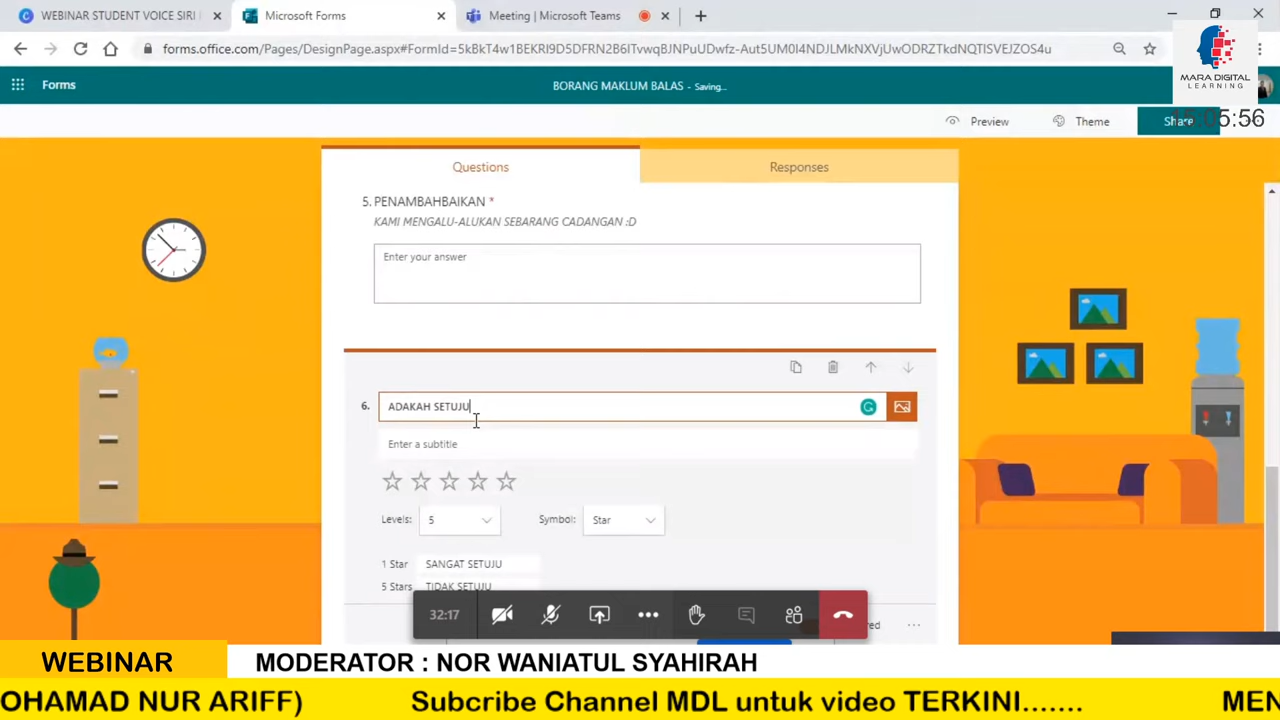 WEBINAR STUDENT VOICE SIRI
Microsoft Forms
Meeting | Microsoft Teams
forms.office.com/Pages/DesignPage.aspx#FormId=5kBkT4w1BEKRI9D5DFRN2B6ITvwqBJNPuUDwfz-Aut5UM0I4NDJLMkNXVjUwODRZTkdNQTlSVEJZOS4u
MARA DIGITAL
LEARNING
Forms
BORANG MAKLUM BALAS - Saving...
Preview
Theme
Share
:05:56
Questions
Responses
5. PENAMBAHBAIKAN *
KAMI MENGALU-ALUKAN SEBARANG CADANGAN :D
Enter your answer
6. ADAKAH SETUJU
Enter a subtitle
Levels: 5
Symbol: Star
1 Star SANGAT SETUJU
5 Stars TIDAK SETUJU
32:17
WEBINAR
MODERATOR : NOR WANIATUL SYAHIRAH
OHAMAD NUR ARIFF)
Subcribe Channel MDL untuk video TERKINI.......
MEN